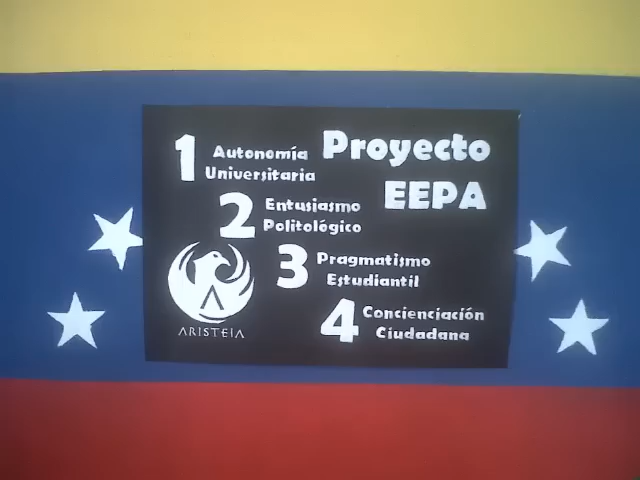 Proyecto
EEPA
1 Autonomía
Universitaria
2 Entusiasmo
Politológico
3 Pragmatismo
Estudiantil
4 Concienciación
Ciudadana
ARISTEIA